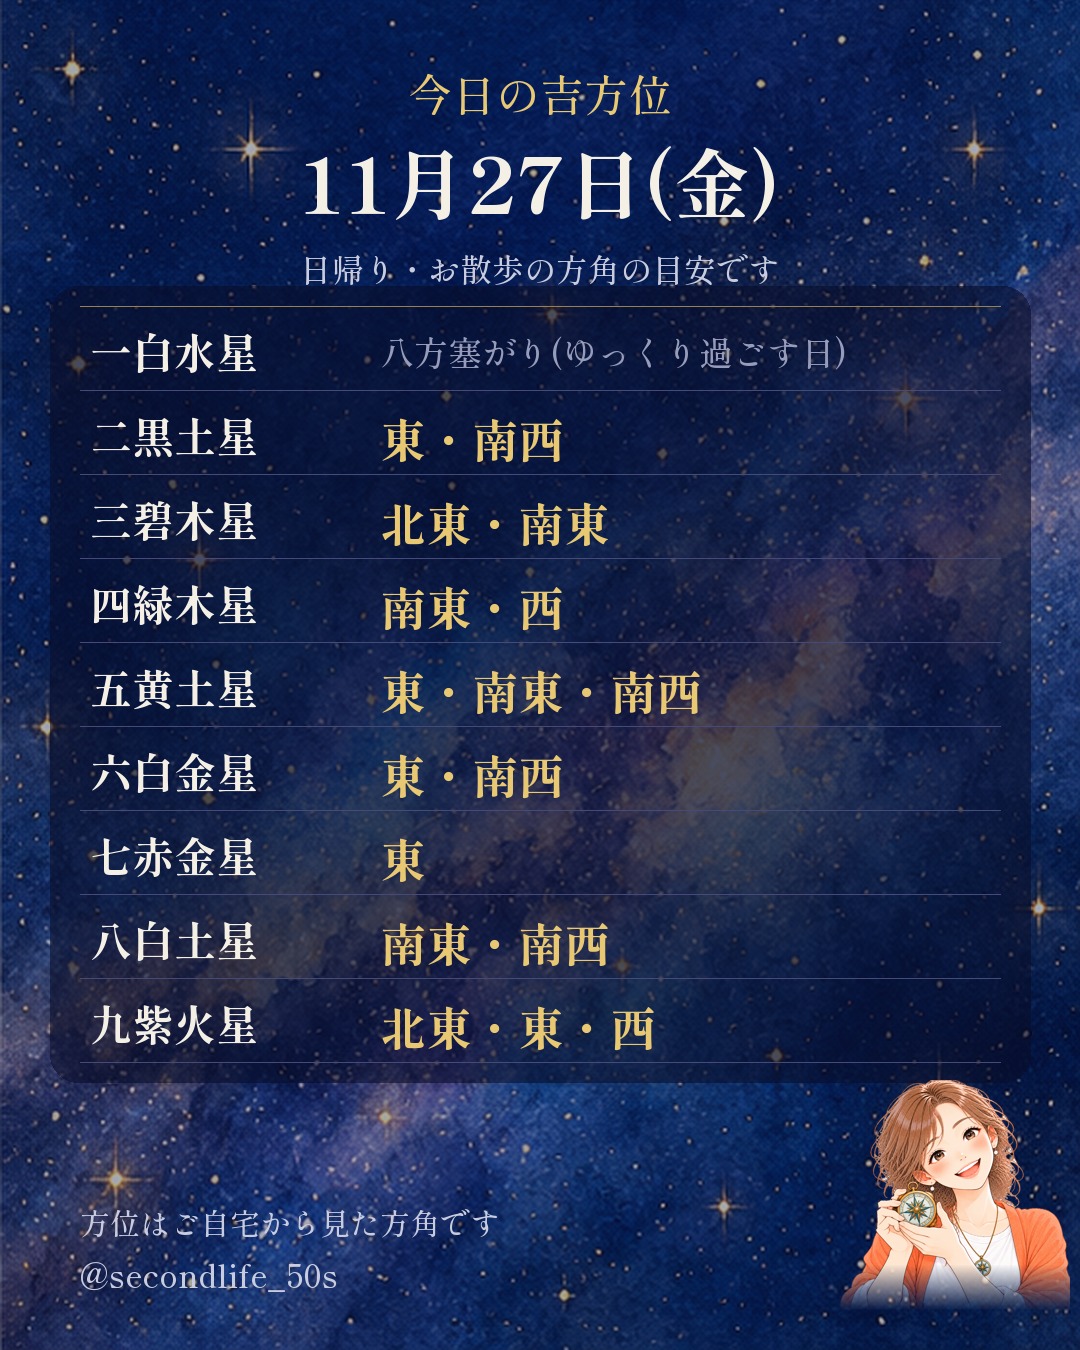 今日の吉方位
11月27日(金)
日帰り・お散歩の方角の目安です
一白水星 八方塞がり(ゆっくり過ごす日)
二黒土星 東・南西
三碧木星 北東・南東
四緑木星 南東・西
五黄土星 東・南東・南西
六白金星 東・南西
七赤金星 東
八白土星 南東・南西
九紫火星 北東・東・西
方位はご自宅から見た方角です
@secondlife_50s